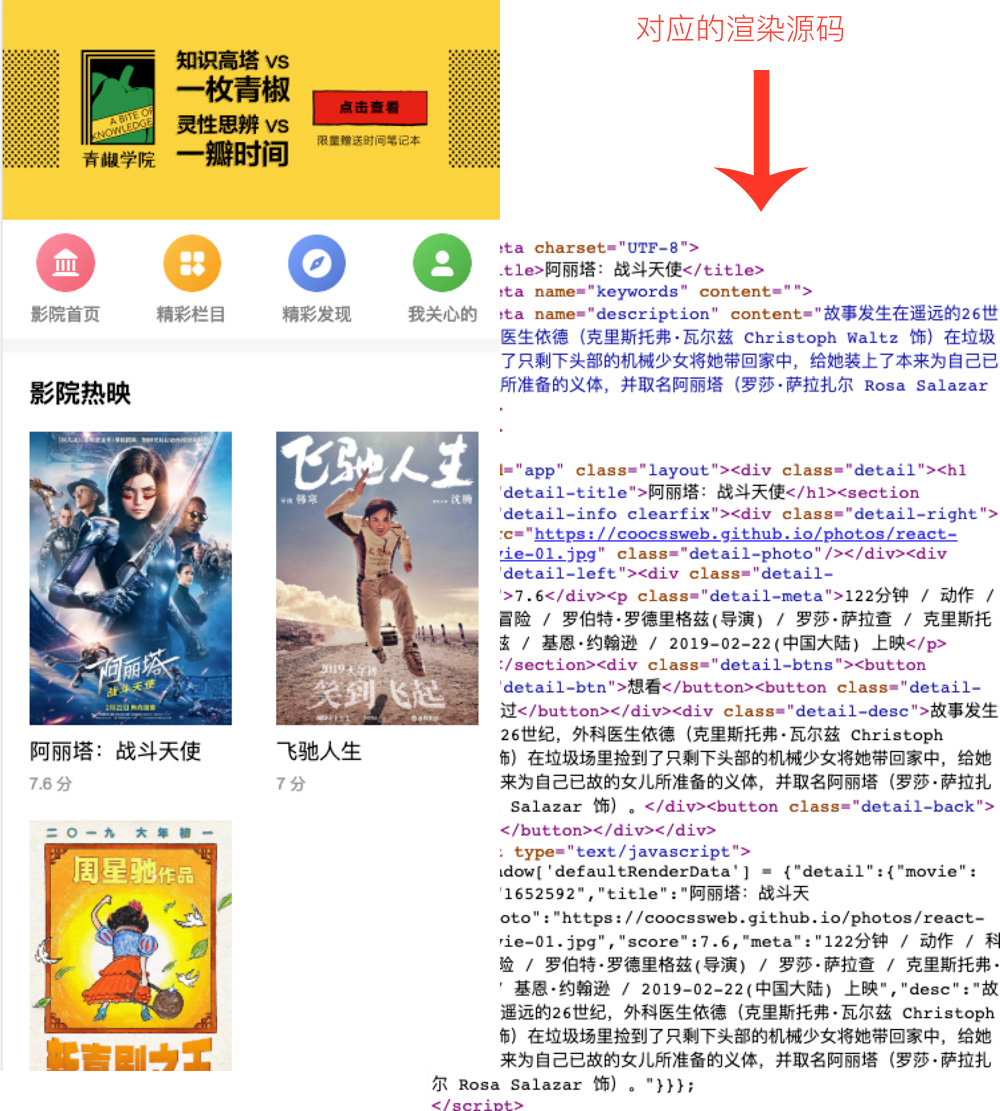 对应的渲染源码
知识高塔 VS
一枚青椒
灵性思辨 VS
一瓣时间
A BITE OF
KNOWLEDGE
青椒学院
点击查看
限量赠送时间笔记本
影院首页
精彩栏目
精彩发现
我关心的
影院热映
阿丽塔
战斗天使
2月22日
飞驰人生
韩寒
沈腾
2019大年初一
笑到飞起
阿丽塔：战斗天使
7.6 分
飞驰人生
7 分
二〇一九 大年初一
周星驰作品
新喜剧之王
eta charset="UTF-8">
itle>阿丽塔：战斗天使</title>
eta name="keywords" content="">
eta name="description" content="故事发生在遥远的26世
医生依德（克里斯托弗·瓦尔兹 Christoph Waltz 饰）在垃圾
了只剩下头部的机械少女将她带回家中，给她装上了本来为自己已
所准备的义体，并取名阿丽塔（罗莎·萨拉扎尔 Rosa Salazar
d="app" class="layout"><div class="detail"><h1
"detail-title">阿丽塔：战斗天使</h1><section
"detail-info clearfix"><div class="detail-right">
rc="https://coocssweb.github.io/photos/react-
vie-01.jpg" class="detail-photo"/></div><div
"detail-left"><div class="detail-
">7.6</div><p class="detail-meta">122分钟 / 动作 /
冒险 / 罗伯特·罗德里格兹(导演) / 罗莎·萨拉查 / 克里斯托
兹 / 基恩·约翰逊 / 2019-02-22(中国大陆) 上映</p>
</section><div class="detail-btns"><button
"detail-btn">想看</button><button class="detail-
过</button></div><div class="detail-desc">故事发生
26世纪，外科医生依德（克里斯托弗·瓦尔兹 Christoph
饰）在垃圾场里捡到了只剩下头部的机械少女将她带回家中，给她
来为自己已故的女儿所准备的义体，并取名阿丽塔（罗莎·萨拉扎
Salazar 饰）。</div><button class="detail-back">
</button></div></div>
t type="text/javascript">
ndow['defaultRenderData'] = {"detail":{"movie":
"1652592","title":"阿丽塔：战斗天
oto":"https://coocssweb.github.io/photos/react-
vie-01.jpg","score":7.6,"meta":"122分钟 / 动作 / 科
险 / 罗伯特·罗德里格兹(导演) / 罗莎·萨拉查 / 克里斯托弗·
/ 基恩·约翰逊 / 2019-02-22(中国大陆) 上映","desc":"故
遥远的26世纪，外科医生依德（克里斯托弗·瓦尔兹 Christoph
饰）在垃圾场里捡到了只剩下头部的机械少女将她带回家中，给她
来为自己已故的女儿所准备的义体，并取名阿丽塔（罗莎·萨拉扎
尔 Rosa Salazar 饰）。"}}};
</script>